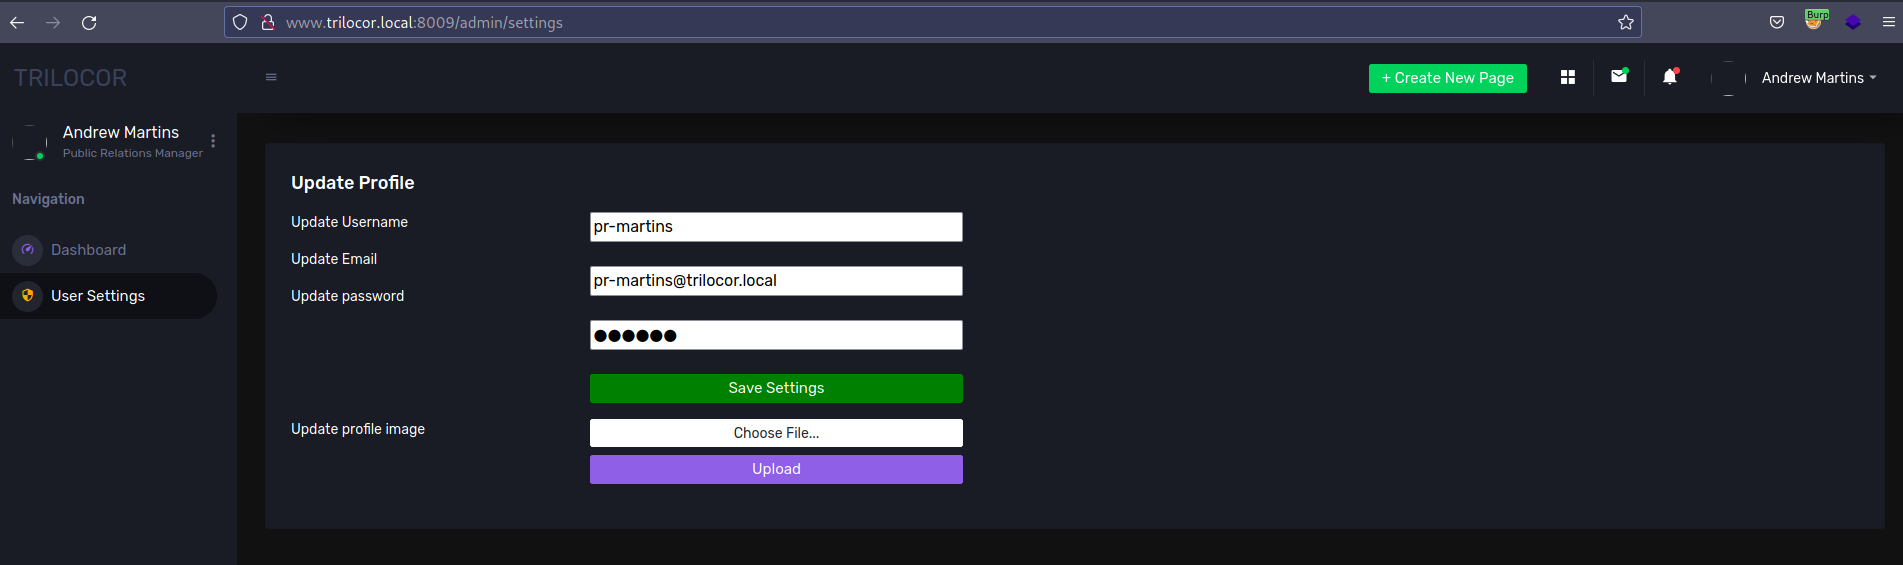 www.trilocor.local:8009/admin/settings
Burp
TRILOCOR
+ Create New Page
Andrew Martins
Andrew Martins
Public Relations Manager
Navigation
Dashboard
User Settings
Update Profile
Update Username
pr-martins
Update Email
pr-martins@trilocor.local
Update password
●●●●●●
Save Settings
Update profile image
Choose File...
Upload